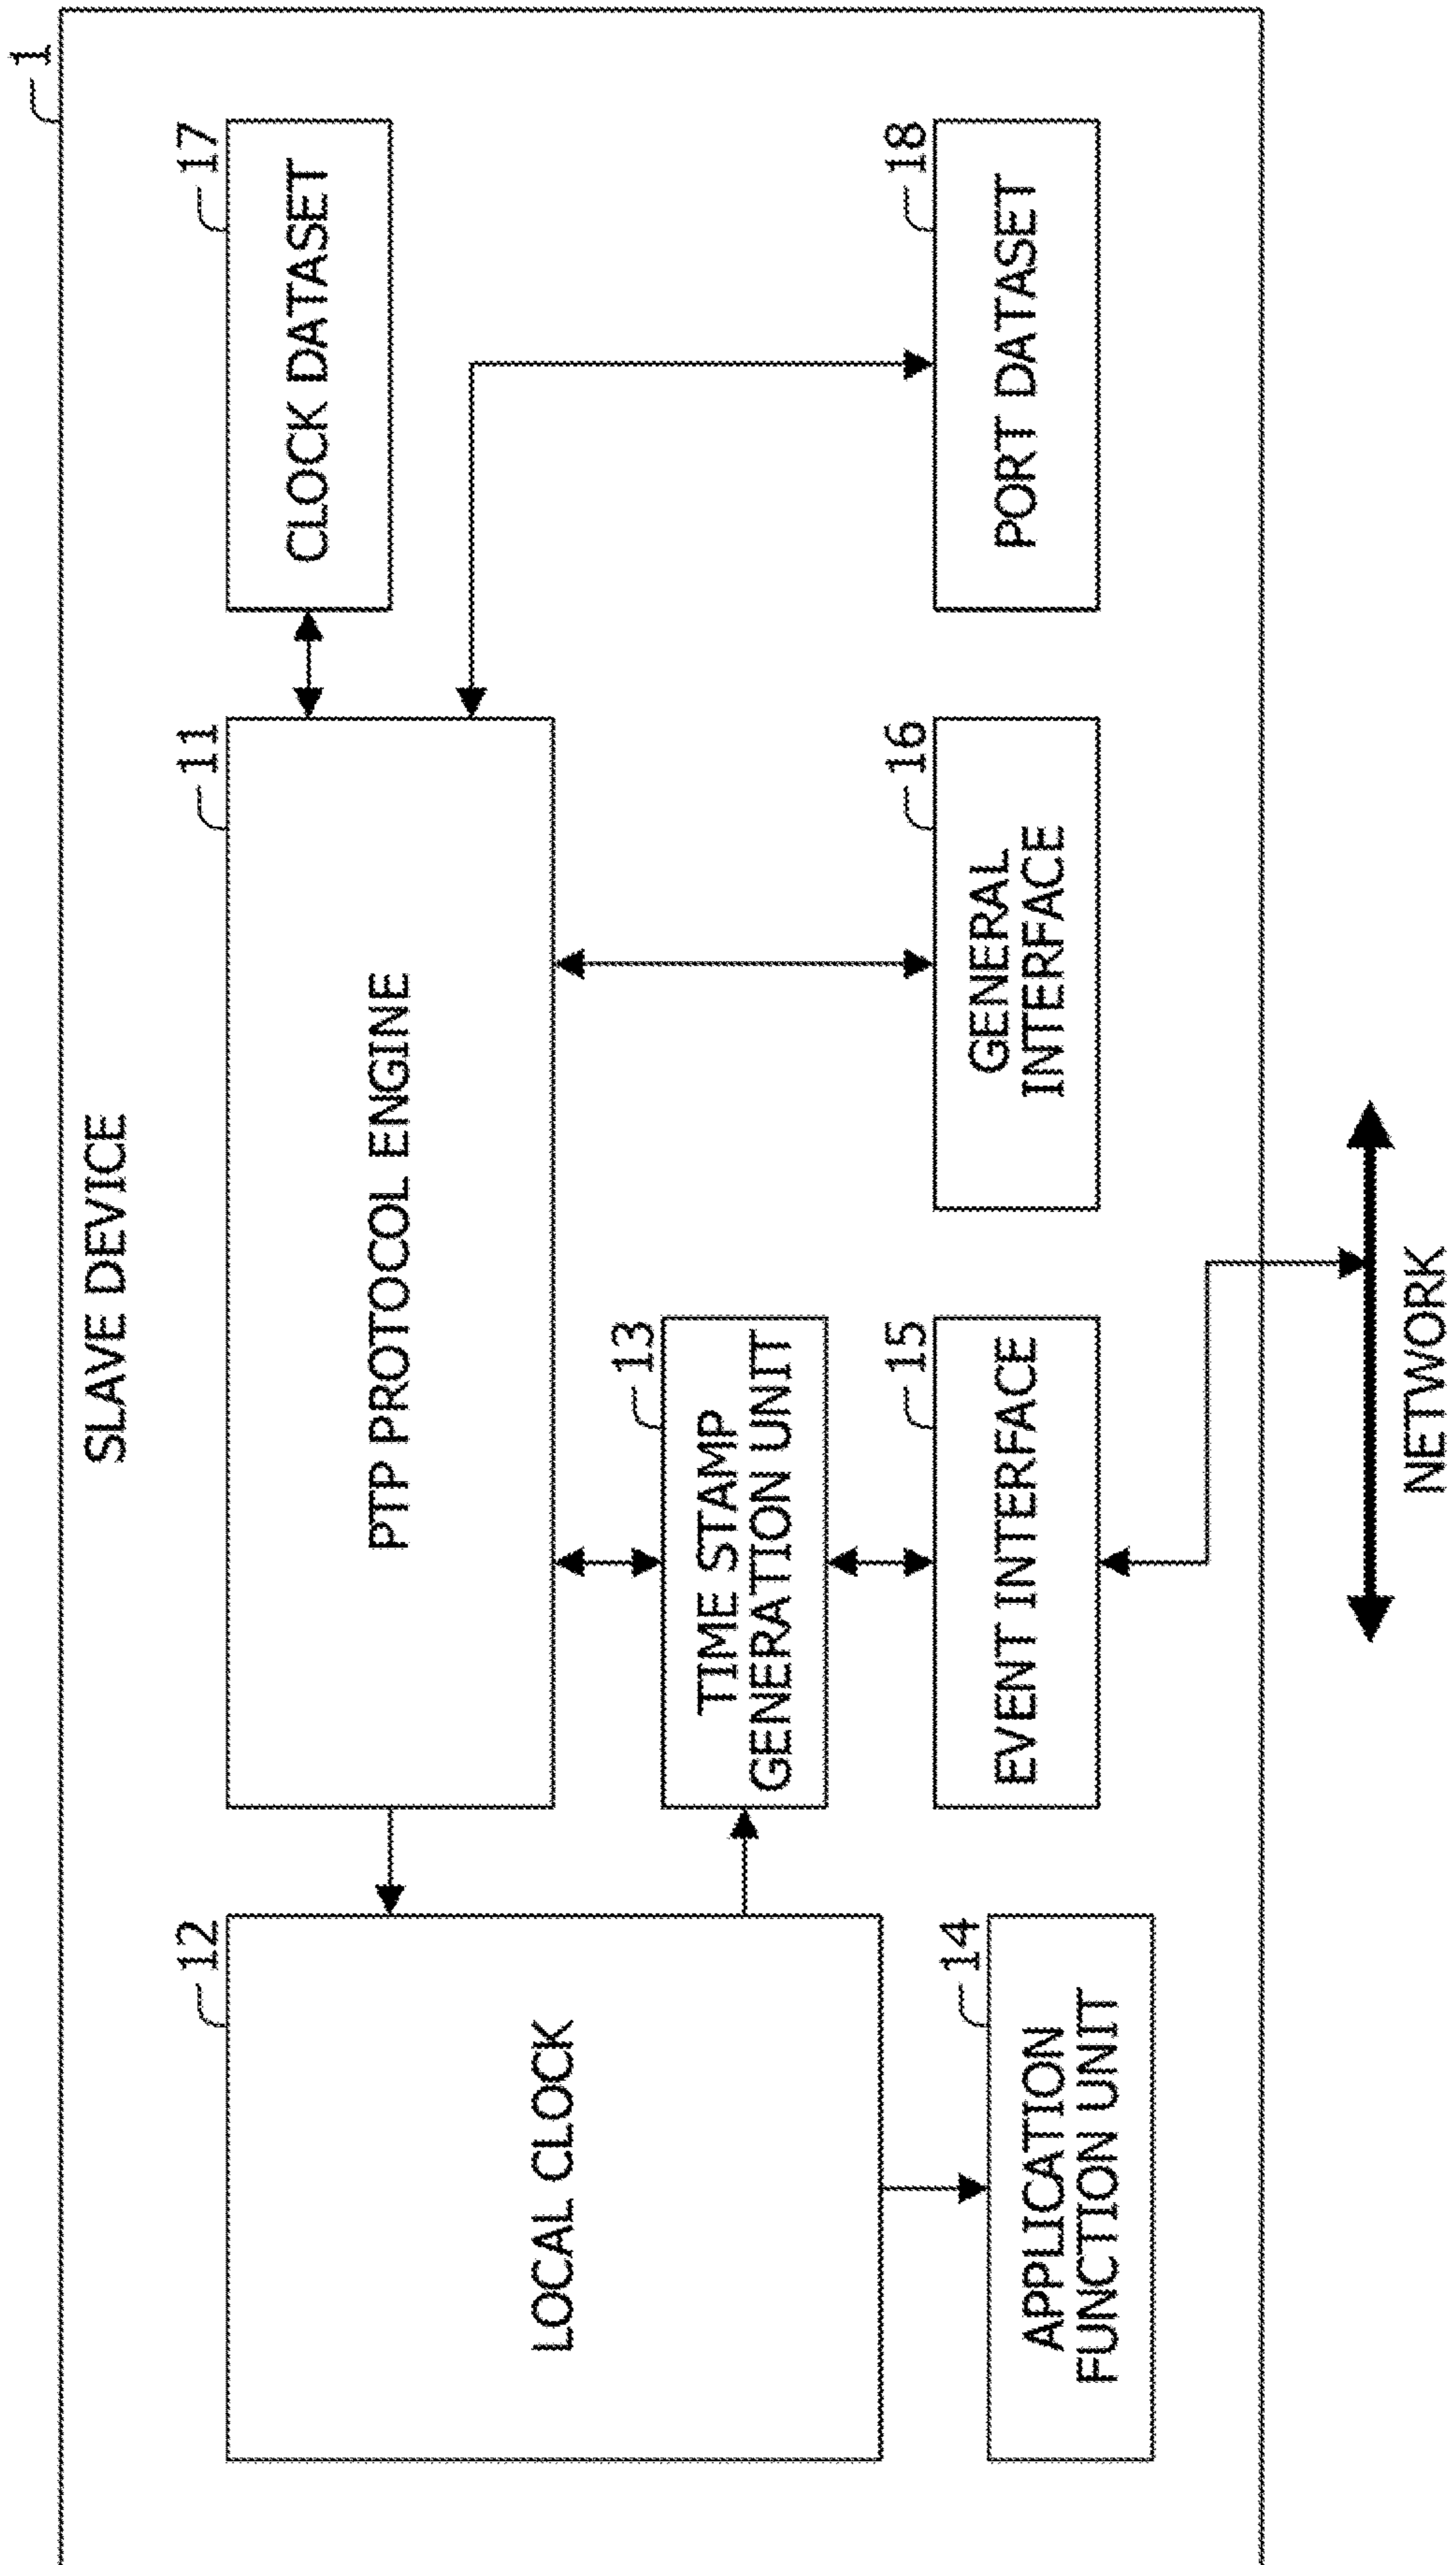 1
SLAVE DEVICE
12
LOCAL CLOCK
11
PTP PROTOCOL ENGINE
17
CLOCK DATASET
13
TIME STAMP
GENERATION UNIT
14
APPLICATION
FUNCTION UNIT
15
EVENT INTERFACE
16
GENERAL
INTERFACE
18
PORT DATASET
NETWORK